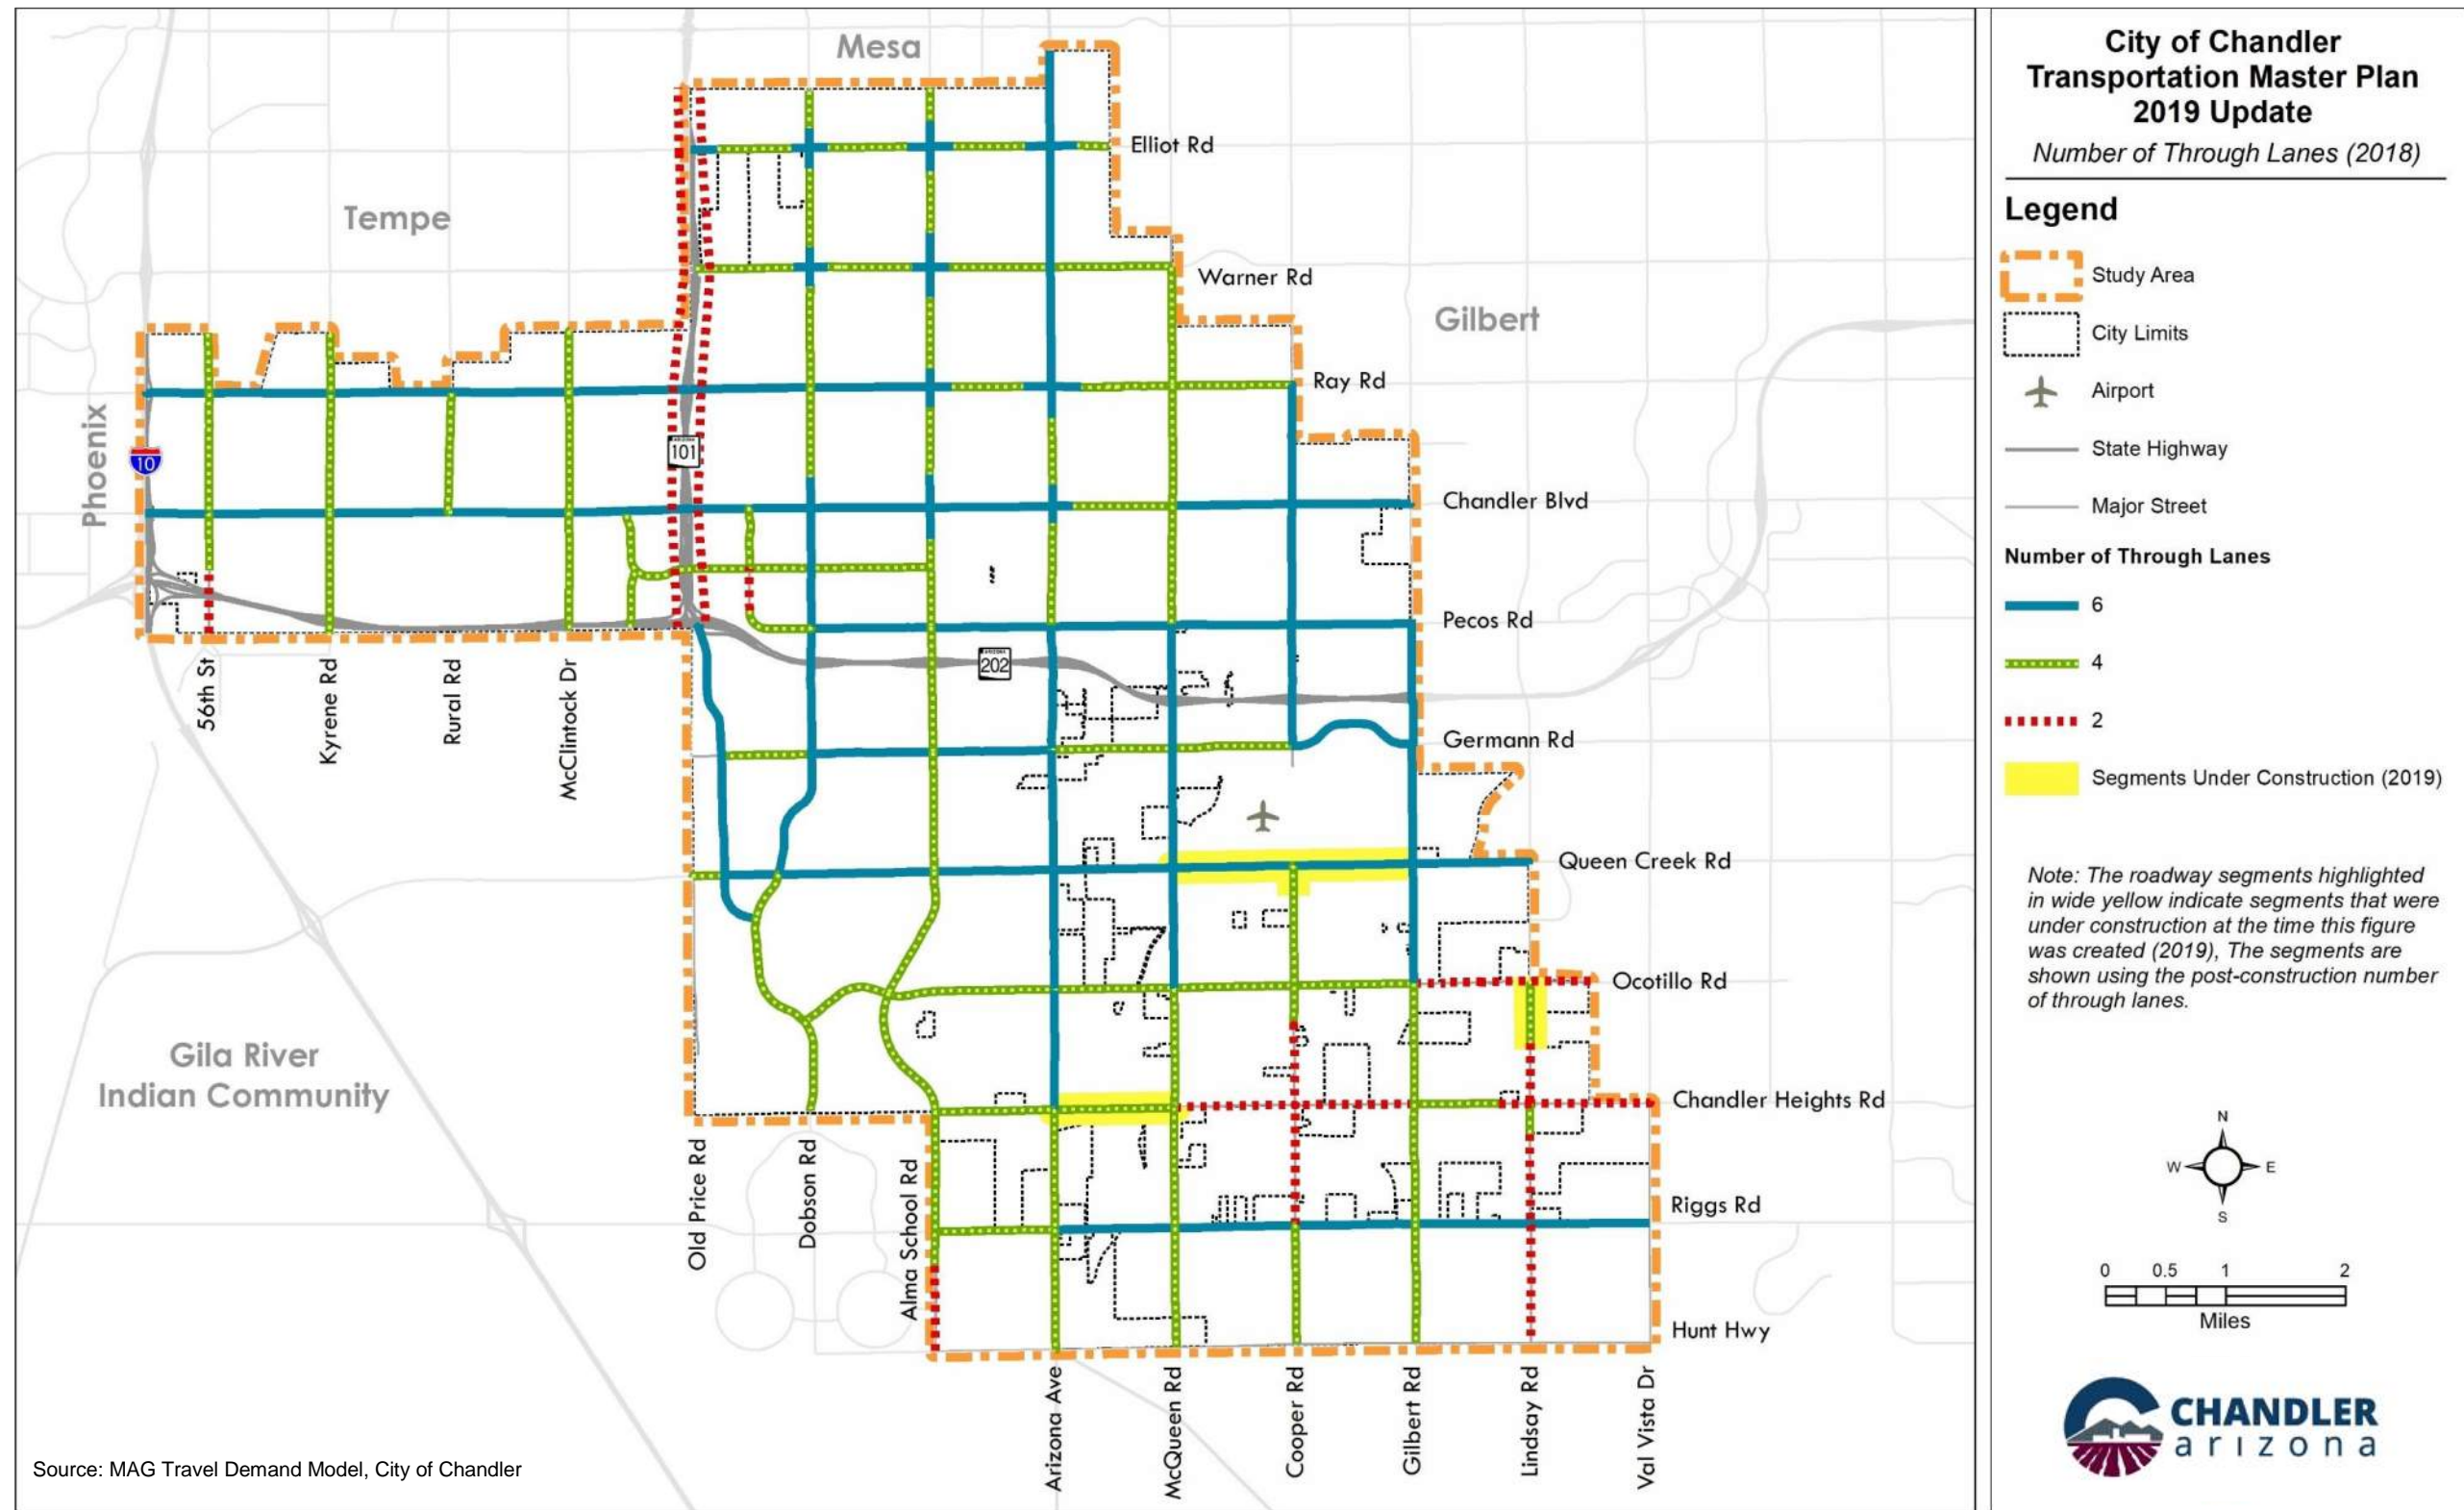 Mesa
Tempe
Phoenix
Gilbert
Gila River
Indian Community
10
ARIZONA
101
ARIZONA
202
Elliot Rd
Warner Rd
Ray Rd
Chandler Blvd
Pecos Rd
Germann Rd
Queen Creek Rd
Ocotillo Rd
Chandler Heights Rd
Riggs Rd
Hunt Hwy
56th St
Kyrene Rd
Rural Rd
McClintock Dr
Old Price Rd
Dobson Rd
Alma School Rd
Arizona Ave
McQueen Rd
Cooper Rd
Gilbert Rd
Lindsay Rd
Val Vista Dr
Source: MAG Travel Demand Model, City of Chandler
City of Chandler
Transportation Master Plan
2019 Update
Number of Through Lanes (2018)
Legend
Study Area
City Limits
Airport
State Highway
Major Street
Number of Through Lanes
6
4
2
Segments Under Construction (2019)
Note: The roadway segments highlighted
in wide yellow indicate segments that were
under construction at the time this figure
was created (2019), The segments are
shown using the post-construction number
of through lanes.
N
W E
S
0 0.5 1 2
Miles
CHANDLER
arizona